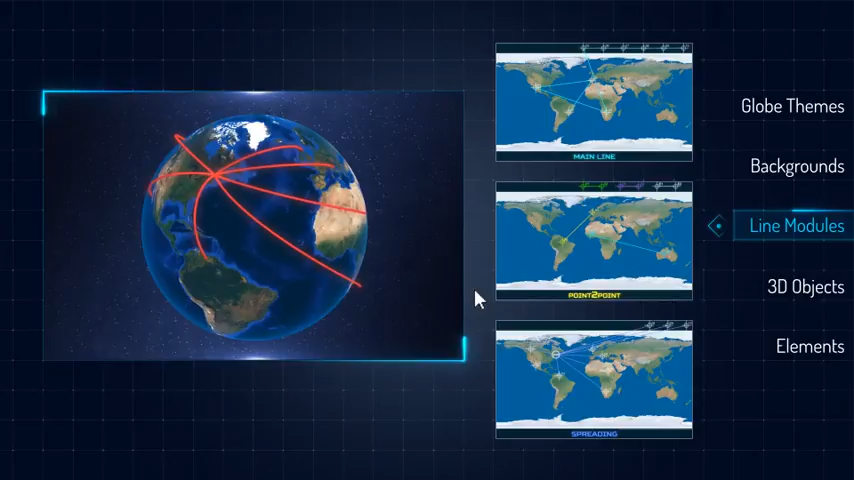 MAIN LINE
POINT2POINT
SPREADING
Globe Themes
Backgrounds
Line Modules
3D Objects
Elements